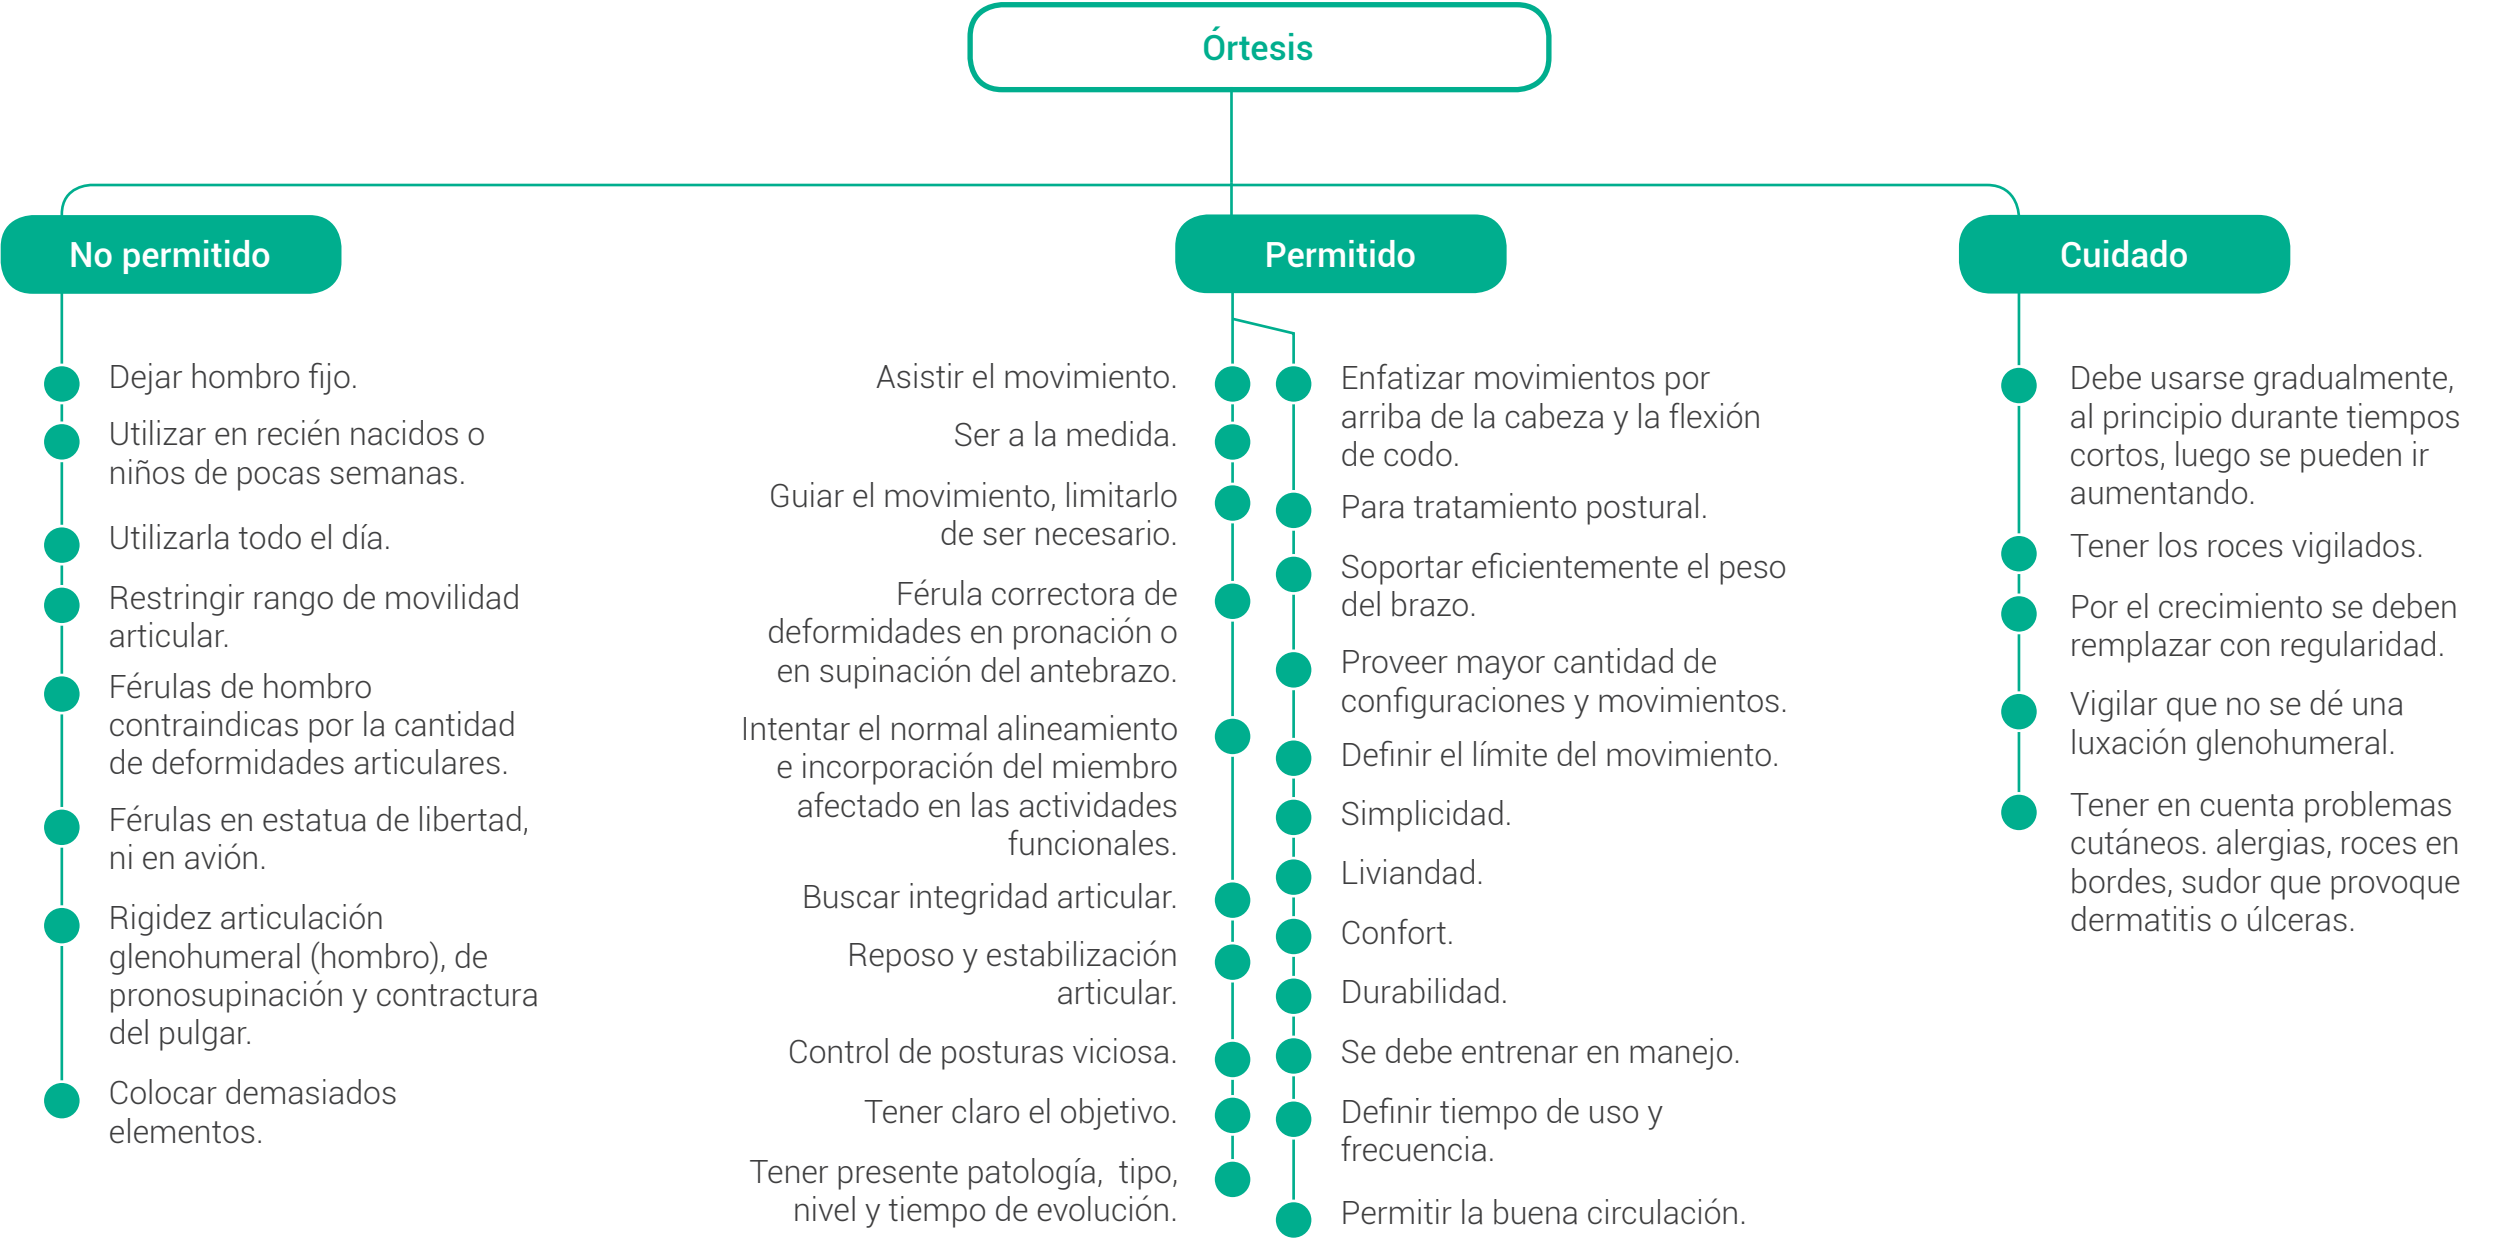 Órtesis
No permitido
Dejar hombro fijo.
Utilizar en recién nacidos o
niños de pocas semanas.
Utilizarla todo el día.
Restringir rango de movilidad
articular.
Férulas de hombro
contraindicas por la cantidad
de deformidades articulares.
Férulas en estatua de libertad,
ni en avión.
Rigidez articulación
glenohumeral (hombro), de
pronosupinación y contractura
del pulgar.
Colocar demasiados
elementos.
Permitido
Asistir el movimiento.
Ser a la medida.
Guiar el movimiento, limitarlo
de ser necesario.
Férula correctora de
deformidades en pronación o
en supinación del antebrazo.
Intentar el normal alineamiento
e incorporación del miembro
afectado en las actividades
funcionales.
Buscar integridad articular.
Reposo y estabilización
articular.
Control de posturas viciosa.
Tener claro el objetivo.
Tener presente patología,  tipo,
nivel y tiempo de evolución.
Enfatizar movimientos por
arriba de la cabeza y la flexión
de codo.
Para tratamiento postural.
Soportar eficientemente el peso
del brazo.
Proveer mayor cantidad de
configuraciones y movimientos.
Definir el límite del movimiento.
Simplicidad.
Liviandad.
Confort.
Durabilidad.
Se debe entrenar en manejo.
Definir tiempo de uso y
frecuencia.
Permitir la buena circulación.
Cuidado
Debe usarse gradualmente,
al principio durante tiempos
cortos, luego se pueden ir
aumentando.
Tener los roces vigilados.
Por el crecimiento se deben
remplazar con regularidad.
Vigilar que no se dé una
luxación glenohumeral.
Tener en cuenta problemas
cutáneos. alergias, roces en
bordes, sudor que provoque
dermatitis o úlceras.